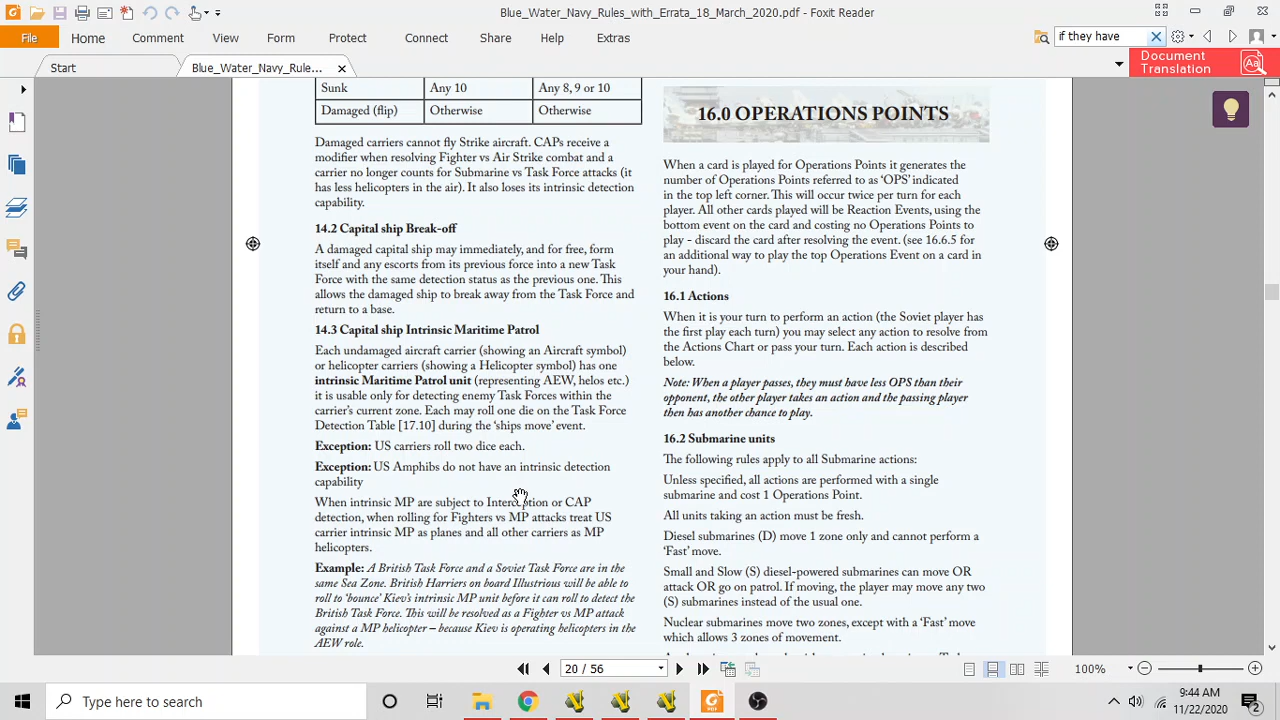 Blue_Water_Navy_Rules_with_Errata_18_March_2020.pdf - Foxit Reader
File
Home
Comment
View
Form
Protect
Connect
Share
Help
Extras
if they have
Start
Blue_Water_Navy_Rule...
Document
Translation
Sunk Any 10 Any 8, 9 or 10
Damaged (flip) Otherwise Otherwise
Damaged carriers cannot fly Strike aircraft. CAPs receive a
modifier when resolving Fighter vs Air Strike combat and a
carrier no longer counts for Submarine vs Task Force attacks (it
has less helicopters in the air). It also loses its intrinsic detection
capability.
14.2 Capital ship Break-off
A damaged capital ship may immediately, and for free, form
itself and any escorts from its previous force into a new Task
Force with the same detection status as the previous one. This
allows the damaged ship to break away from the Task Force and
return to a base.
14.3 Capital ship Intrinsic Maritime Patrol
Each undamaged aircraft carrier (showing an Aircraft symbol)
or helicopter carriers (showing a Helicopter symbol) has one
intrinsic Maritime Patrol unit (representing AEW, helos etc.)
it is usable only for detecting enemy Task Forces within the
carrier's current zone. Each may roll one die on the Task Force
Detection Table [17.10] during the 'ships move' event.
Exception: US carriers roll two dice each.
Exception: US Amphibs do not have an intrinsic detection
capability
When intrinsic MP are subject to Interception or CAP
detection, when rolling for Fighters vs MP attacks treat US
carrier intrinsic MP as planes and all other carriers as MP
helicopters.
Example: A British Task Force and a Soviet Task Force are in the
same Sea Zone. British Harriers on board Illustrious will be able to
roll to 'bounce' Kiev's intrinsic MP unit before it can roll to detect the
British Task Force. This will be resolved as a Fighter vs MP attack
against a MP helicopter – because Kiev is operating helicopters in the
AEW role.
16.0 OPERATIONS POINTS
When a card is played for Operations Points it generates the
number of Operations Points referred to as 'OPS' indicated
in the top left corner. This will occur twice per turn for each
player. All other cards played will be Reaction Events, using the
bottom event on the card and costing no Operations Points to
play - discard the card after resolving the event. (see 16.6.5 for
an additional way to play the top Operations Event on a card in
your hand).
16.1 Actions
When it is your turn to perform an action (the Soviet player has
the first play each turn) you may select any action to resolve from
the Actions Chart or pass your turn. Each action is described
below.
Note: When a player passes, they must have less OPS than their
opponent, the other player takes an action and the passing player
then has another chance to play.
16.2 Submarine units
The following rules apply to all Submarine actions:
Unless specified, all actions are performed with a single
submarine and cost 1 Operations Point.
All units taking an action must be fresh.
Diesel submarines (D) move 1 zone only and cannot perform a
'Fast' move.
Small and Slow (S) diesel-powered submarines can move OR
attack OR go on patrol. If moving, the player may move any two
(S) submarines instead of the usual one.
Nuclear submarines move two zones, except with a 'Fast' move
which allows 3 zones of movement.
20 / 56
100%
Type here to search
9:44 AM
11/22/2020
2